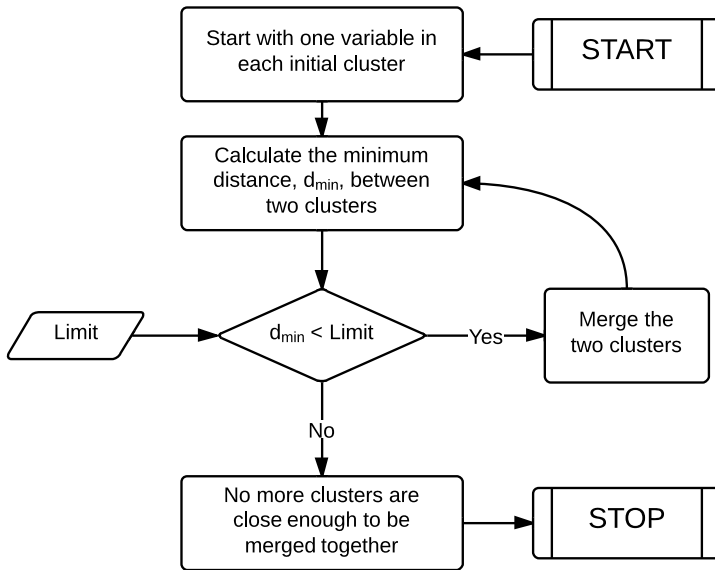 START
Start with one variable in
each initial cluster
Calculate the minimum
distance, dmin, between
two clusters
Limit
dmin < Limit
Yes
Merge the
two clusters
No
No more clusters are
close enough to be
merged together
STOP